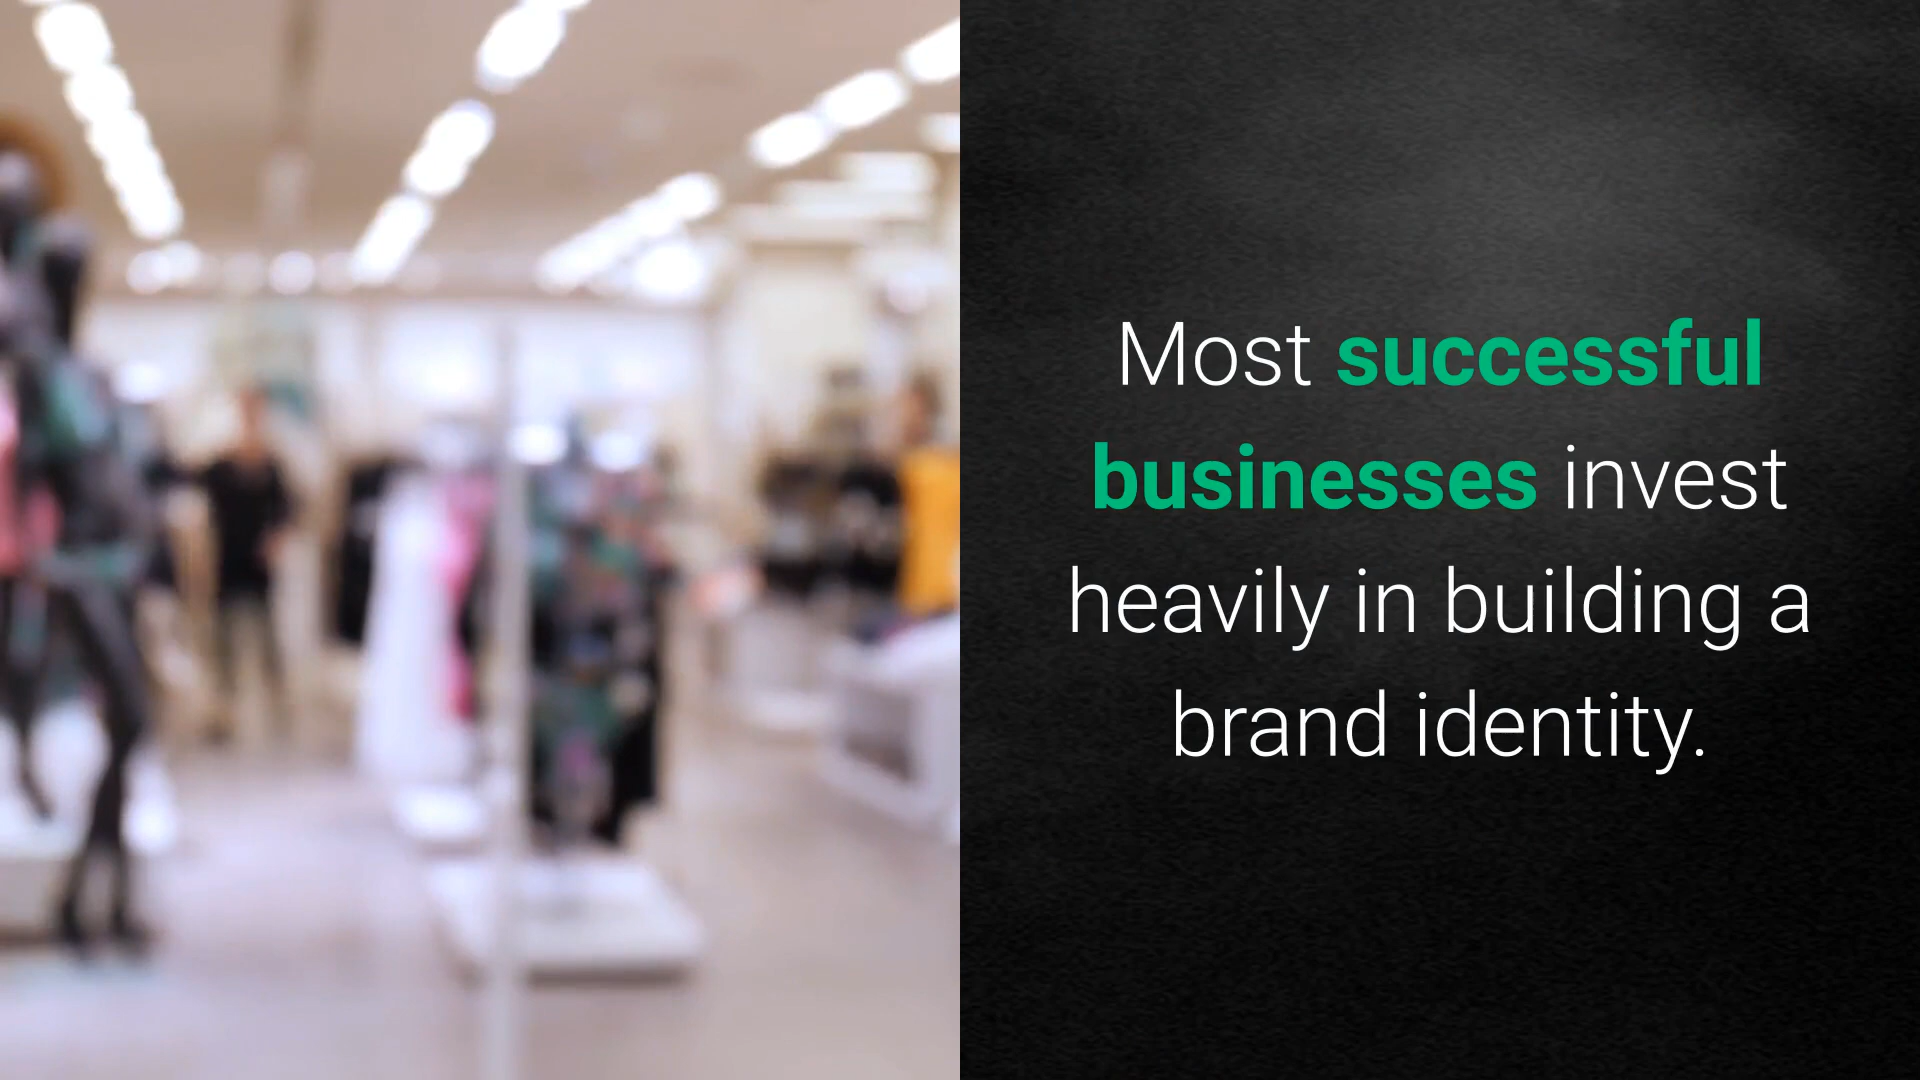 Most successful
businesses invest
heavily in building a
brand identity.